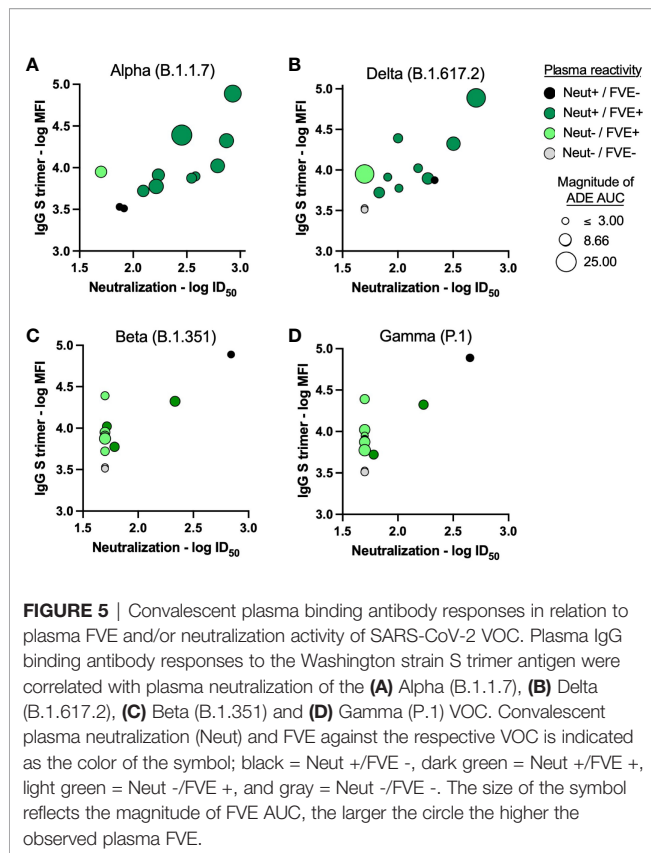 A
Alpha (B.1.1.7)
IgG S trimer - log MFI
5.0
4.5
4.0
3.5
3.0
1.5
2.0
2.5
3.0
Neutralization - log ID50
B
Delta (B.1.617.2)
IgG S trimer - log MFI
5.0
4.5
4.0
3.5
3.0
1.5
2.0
2.5
3.0
Neutralization - log ID50
Plasma reactivity
Neut+ / FVE-
Neut+ / FVE+
Neut- / FVE+
Neut- / FVE-
Magnitude of
ADE AUC
≤ 3.00
8.66
25.00
C
Beta (B.1.351)
IgG S trimer - log MFI
5.0
4.5
4.0
3.5
3.0
1.5
2.0
2.5
3.0
Neutralization - log ID50
D
Gamma (P.1)
IgG S trimer - log MFI
5.0
4.5
4.0
3.5
3.0
1.5
2.0
2.5
3.0
Neutralization - log ID50
FIGURE 5 | Convalescent plasma binding antibody responses in relation to
plasma FVE and/or neutralization activity of SARS-CoV-2 VOC. Plasma IgG
binding antibody responses to the Washington strain S trimer antigen were
correlated with plasma neutralization of the (A) Alpha (B.1.1.7), (B) Delta
(B.1.617.2), (C) Beta (B.1.351) and (D) Gamma (P.1) VOC. Convalescent
plasma neutralization (Neut) and FVE against the respective VOC is indicated
as the color of the symbol; black = Neut +/FVE -, dark green = Neut +/FVE +,
light green = Neut -/FVE +, and gray = Neut -/FVE -. The size of the symbol
reflects the magnitude of FVE AUC, the larger the circle the higher the
observed plasma FVE.